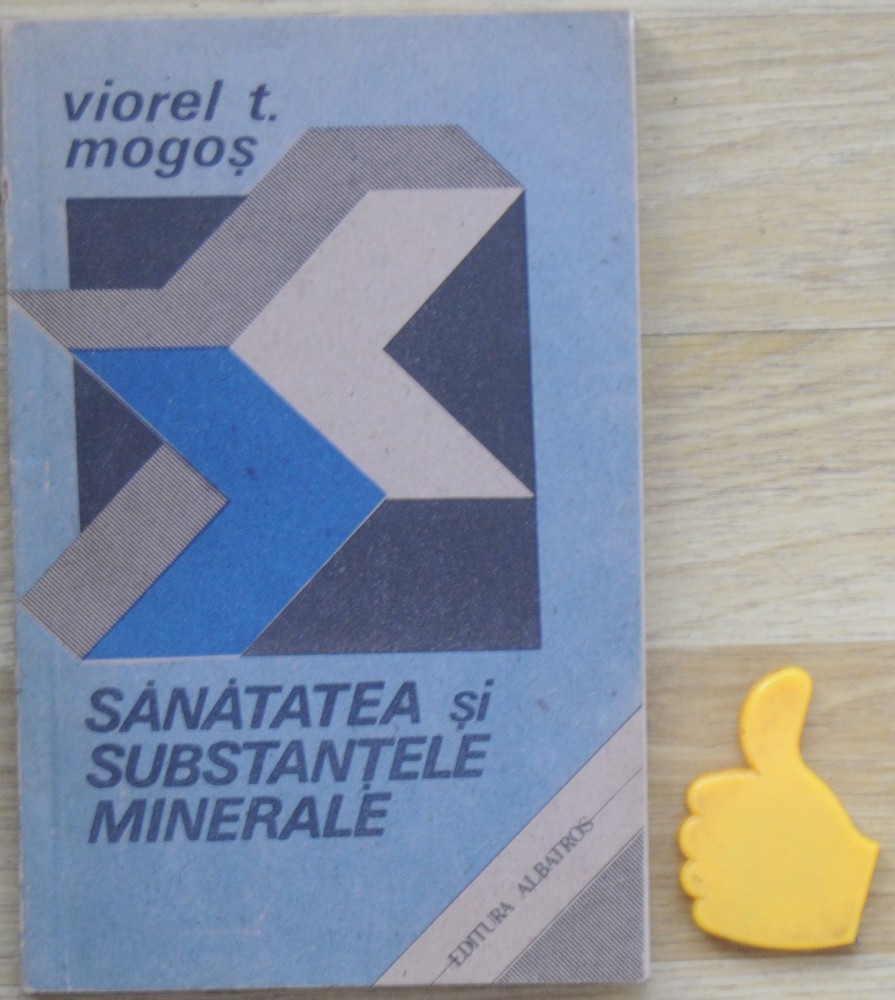 viorel t.
mogoș
SĂNĂTATEA și
SUBSTANȚELE
MINERALE
EDITURA ALBATROS